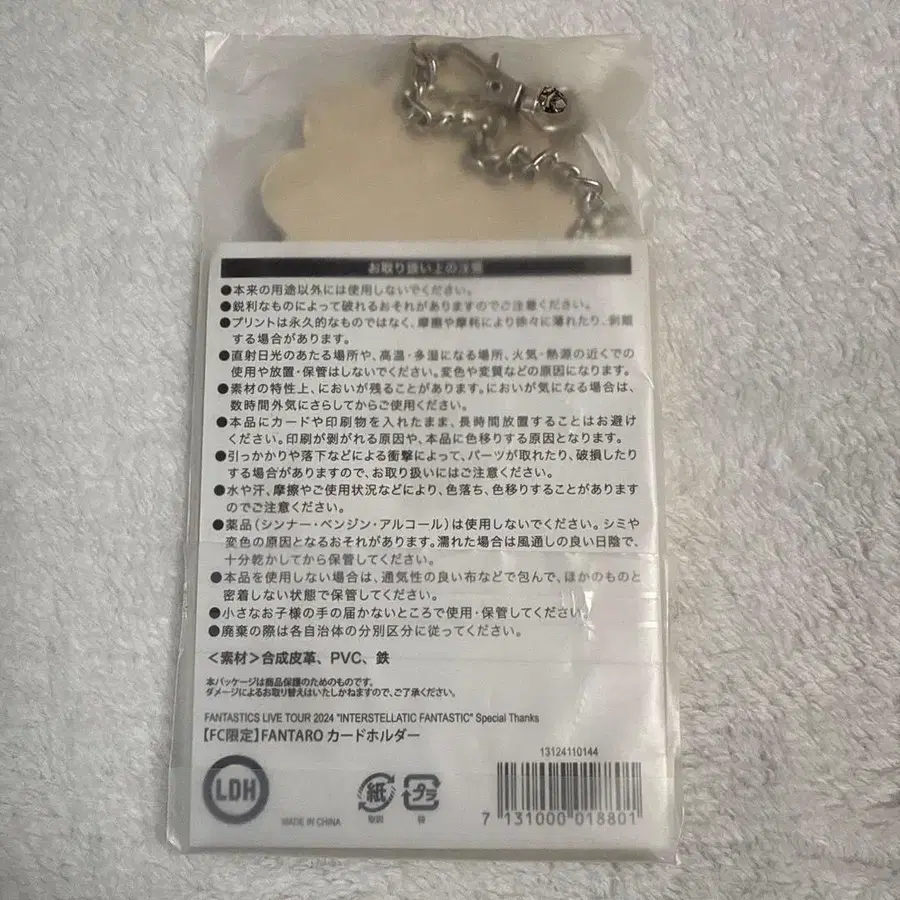 お取り扱い上の注意
●本来の用途以外には使用しないでください。
●鋭利なものによって破れるおそれがありますのでご注意ください。
●プリントは永久的なものではなく、摩擦や摩耗により徐々に薄れたり、剥離
する場合があります。
●直射日光のあたる場所や、高温・多湿になる場所、火気・熱源の近くでの
使用や放置・保管はしないでください。変色や変質などの原因になります。
●素材の特性上、においが残ることがあります。においが気になる場合は、
数時間外気にさらしてからご使用ください。
●本品にカードや印刷物を入れたまま、長時間放置することはお避け
ください。印刷が剥がれる原因や、本品に色移りする原因となります。
●引っかかりや落下などによる衝撃によって、パーツが取れたり、破損したり
する場合がありますので、お取り扱いにはご注意ください。
●水や汗、摩擦やご使用状況などにより、色落ち、色移りすることがあります
のでご注意ください。
●薬品（シンナー・ベンジン・アルコール）は使用しないでください。シミや
変色の原因となるおそれがあります。濡れた場合は風通しの良い日陰で、
十分乾かしてから保管してください。
●本品を使用しない場合は、通気性の良い布などで包んで、ほかのものと
密着しない状態で保管してください。
●小さなお子様の手の届かないところで使用・保管してください。
●廃棄の際は各自治体の分別区分に従ってください。
＜素材＞合成皮革、PVC、鉄
本パッケージは商品保護のためのものです。
ダメージによるお取り替えはいたしかねますので、ご了承ください。
FANTASTICS LIVE TOUR 2024 "INTERSTELLATIC FANTASTIC" Special Thanks
【FC限定】FANTARO カードホルダー
13124110144
LDH
紙
プラ
台紙
袋
MADE IN CHINA
7 131000 018801